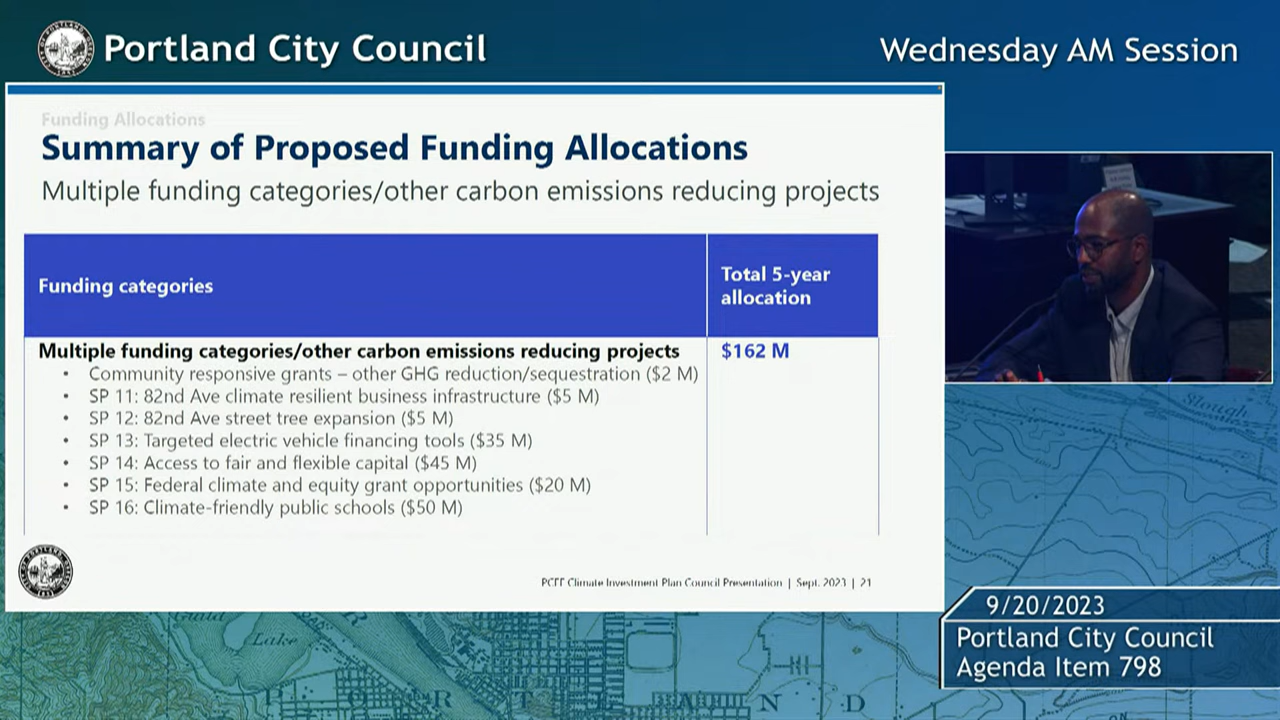 Portland City Council
Wednesday AM Session
Funding Allocations
Summary of Proposed Funding Allocations
Multiple funding categories/other carbon emissions reducing projects
Funding categories
Total 5-year
allocation
Multiple funding categories/other carbon emissions reducing projects
$162 M
• Community responsive grants – other GHG reduction/sequestration ($2 M)
• SP 11: 82nd Ave climate resilient business infrastructure ($5 M)
• SP 12: 82nd Ave street tree expansion ($5 M)
• SP 13: Targeted electric vehicle financing tools ($35 M)
• SP 14: Access to fair and flexible capital ($45 M)
• SP 15: Federal climate and equity grant opportunities ($20 M)
• SP 16: Climate-friendly public schools ($50 M)
PCEF Climate Investment Plan Council Presentation | Sept. 2023 | 21
Slough
9/20/2023
Portland City Council
Agenda Item 798
Guild
Lake
R T L A N D
ON